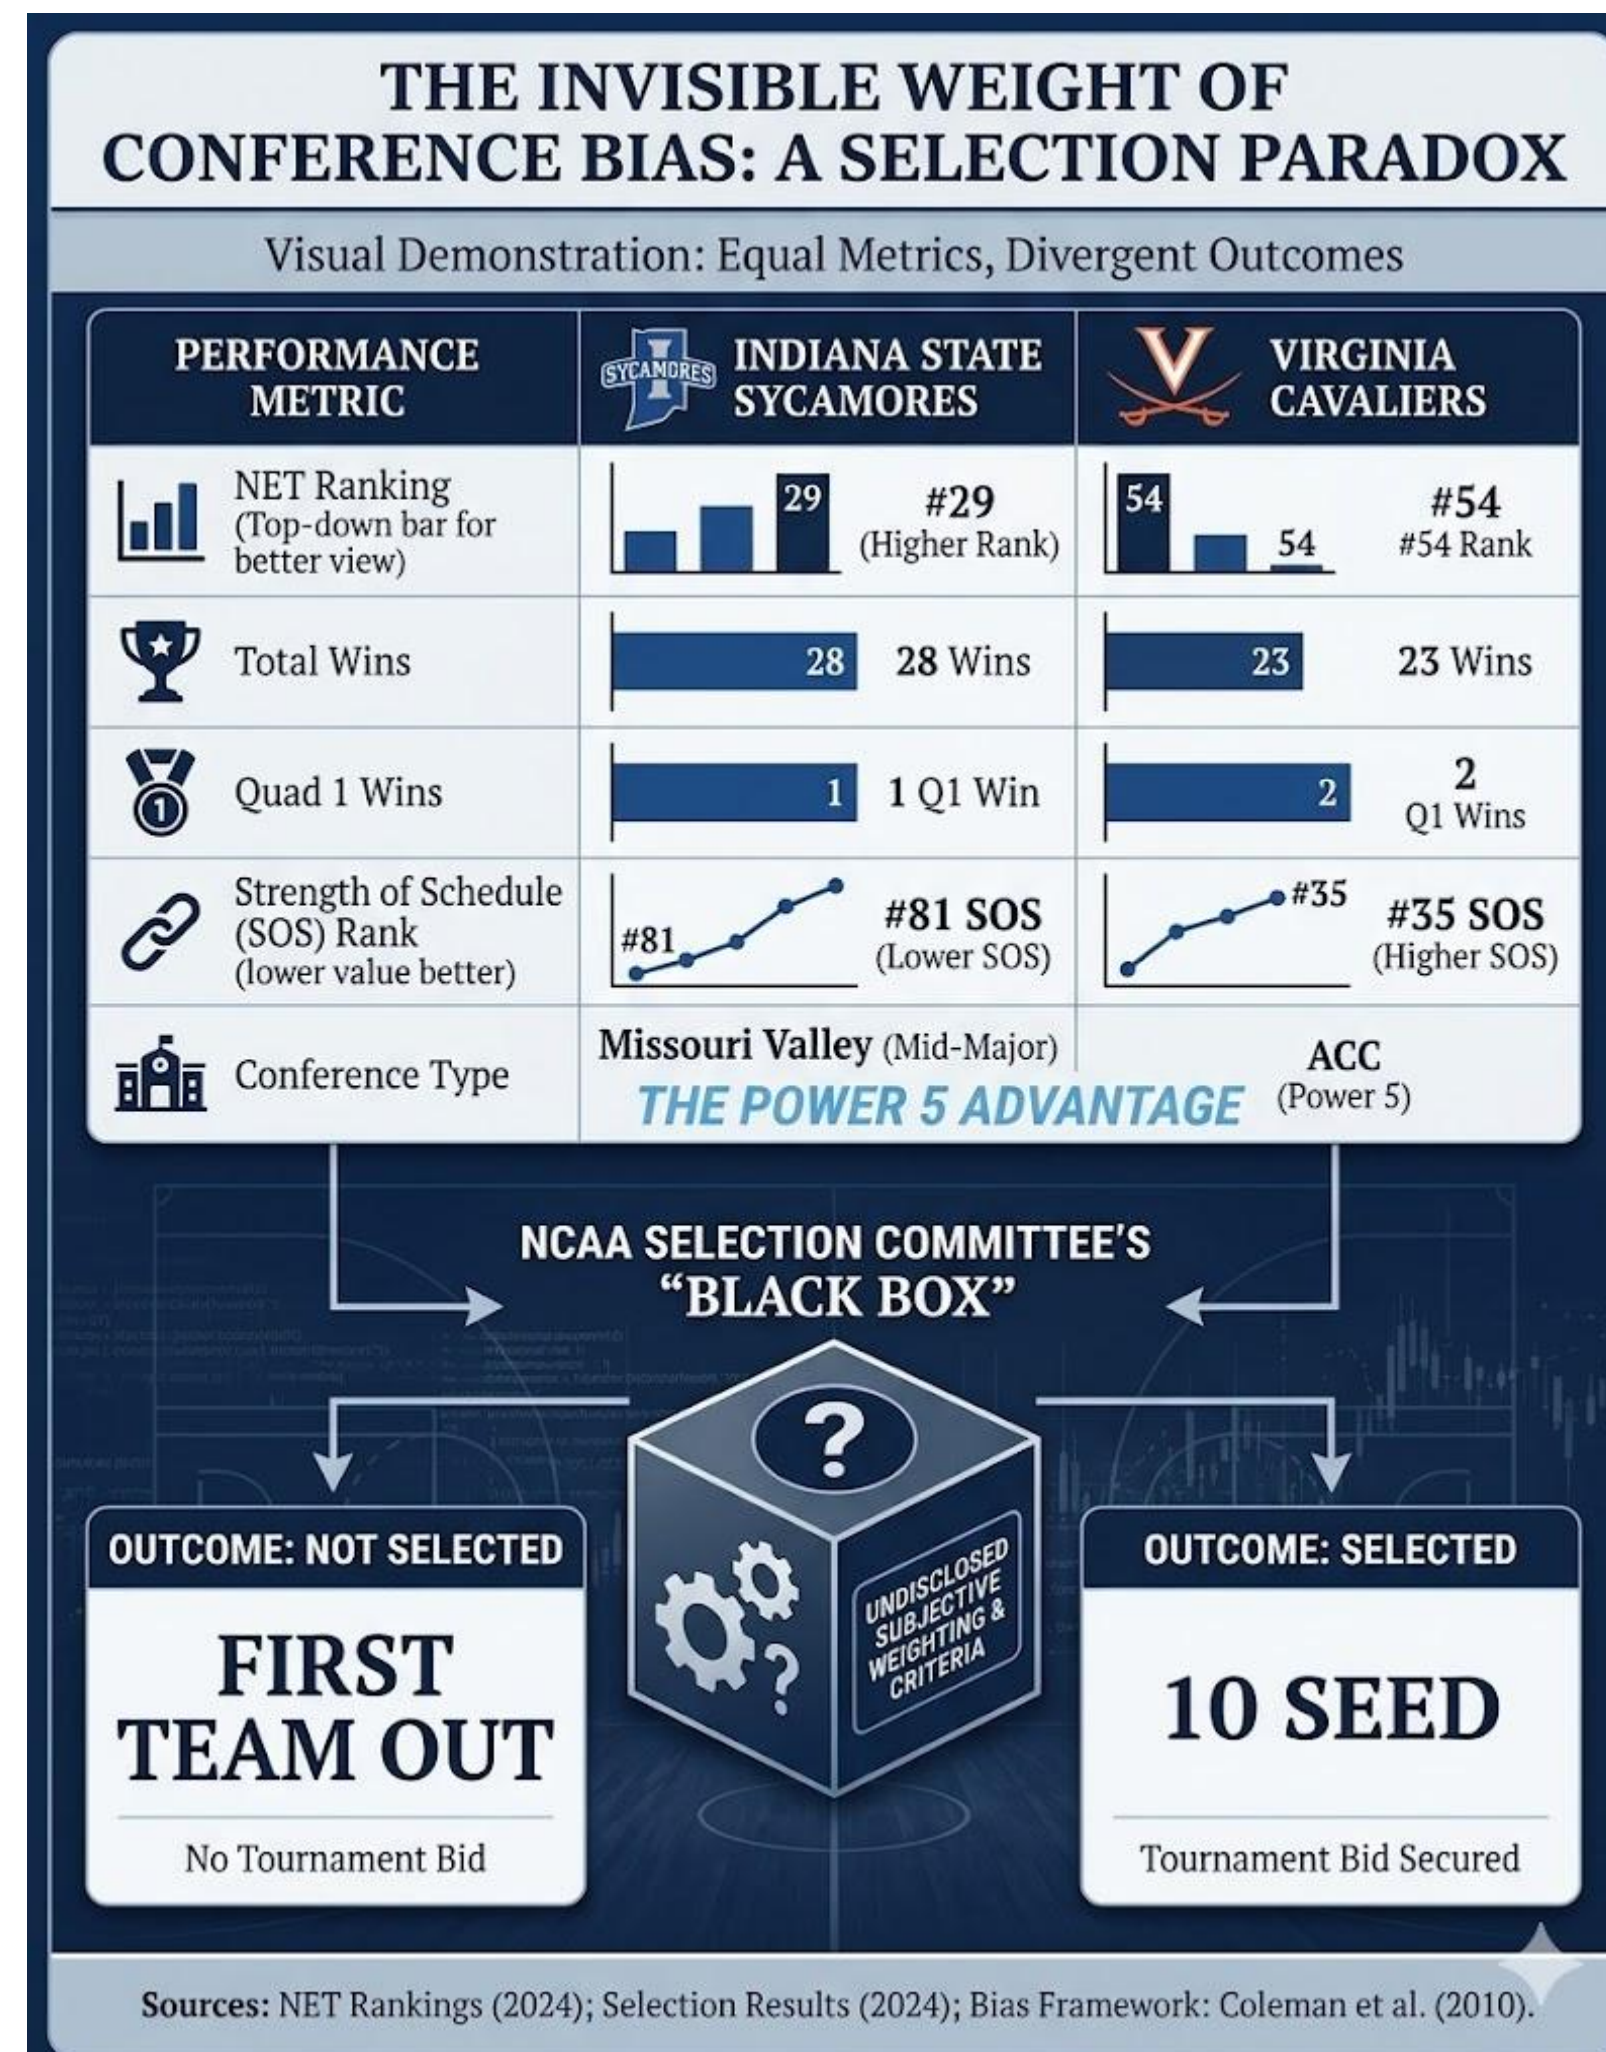 THE INVISIBLE WEIGHT OF
CONFERENCE BIAS: A SELECTION PARADOX
Visual Demonstration: Equal Metrics, Divergent Outcomes
PERFORMANCE
METRIC
I
SYCAMORES
INDIANA STATE
SYCAMORES
V
VIRGINIA
CAVALIERS
NET Ranking
(Top-down bar for
better view)
29
#29
(Higher Rank)
54
54
#54
#54 Rank
Total Wins
28
28 Wins
23
23 Wins
1
Quad 1 Wins
1
1 Q1 Win
2
2
Q1 Wins
Strength of Schedule
(SOS) Rank
(lower value better)
#81
#81 SOS
(Lower SOS)
#35
#35 SOS
(Higher SOS)
Conference Type
Missouri Valley (Mid-Major)
ACC
(Power 5)
THE POWER 5 ADVANTAGE
NCAA SELECTION COMMITTEE'S
“BLACK BOX”
?
?
UNDISCLOSED
SUBJECTIVE
WEIGHTING &
CRITERIA
OUTCOME: NOT SELECTED
FIRST
TEAM OUT
No Tournament Bid
OUTCOME: SELECTED
10 SEED
Tournament Bid Secured
Sources: NET Rankings (2024); Selection Results (2024); Bias Framework: Coleman et al. (2010).